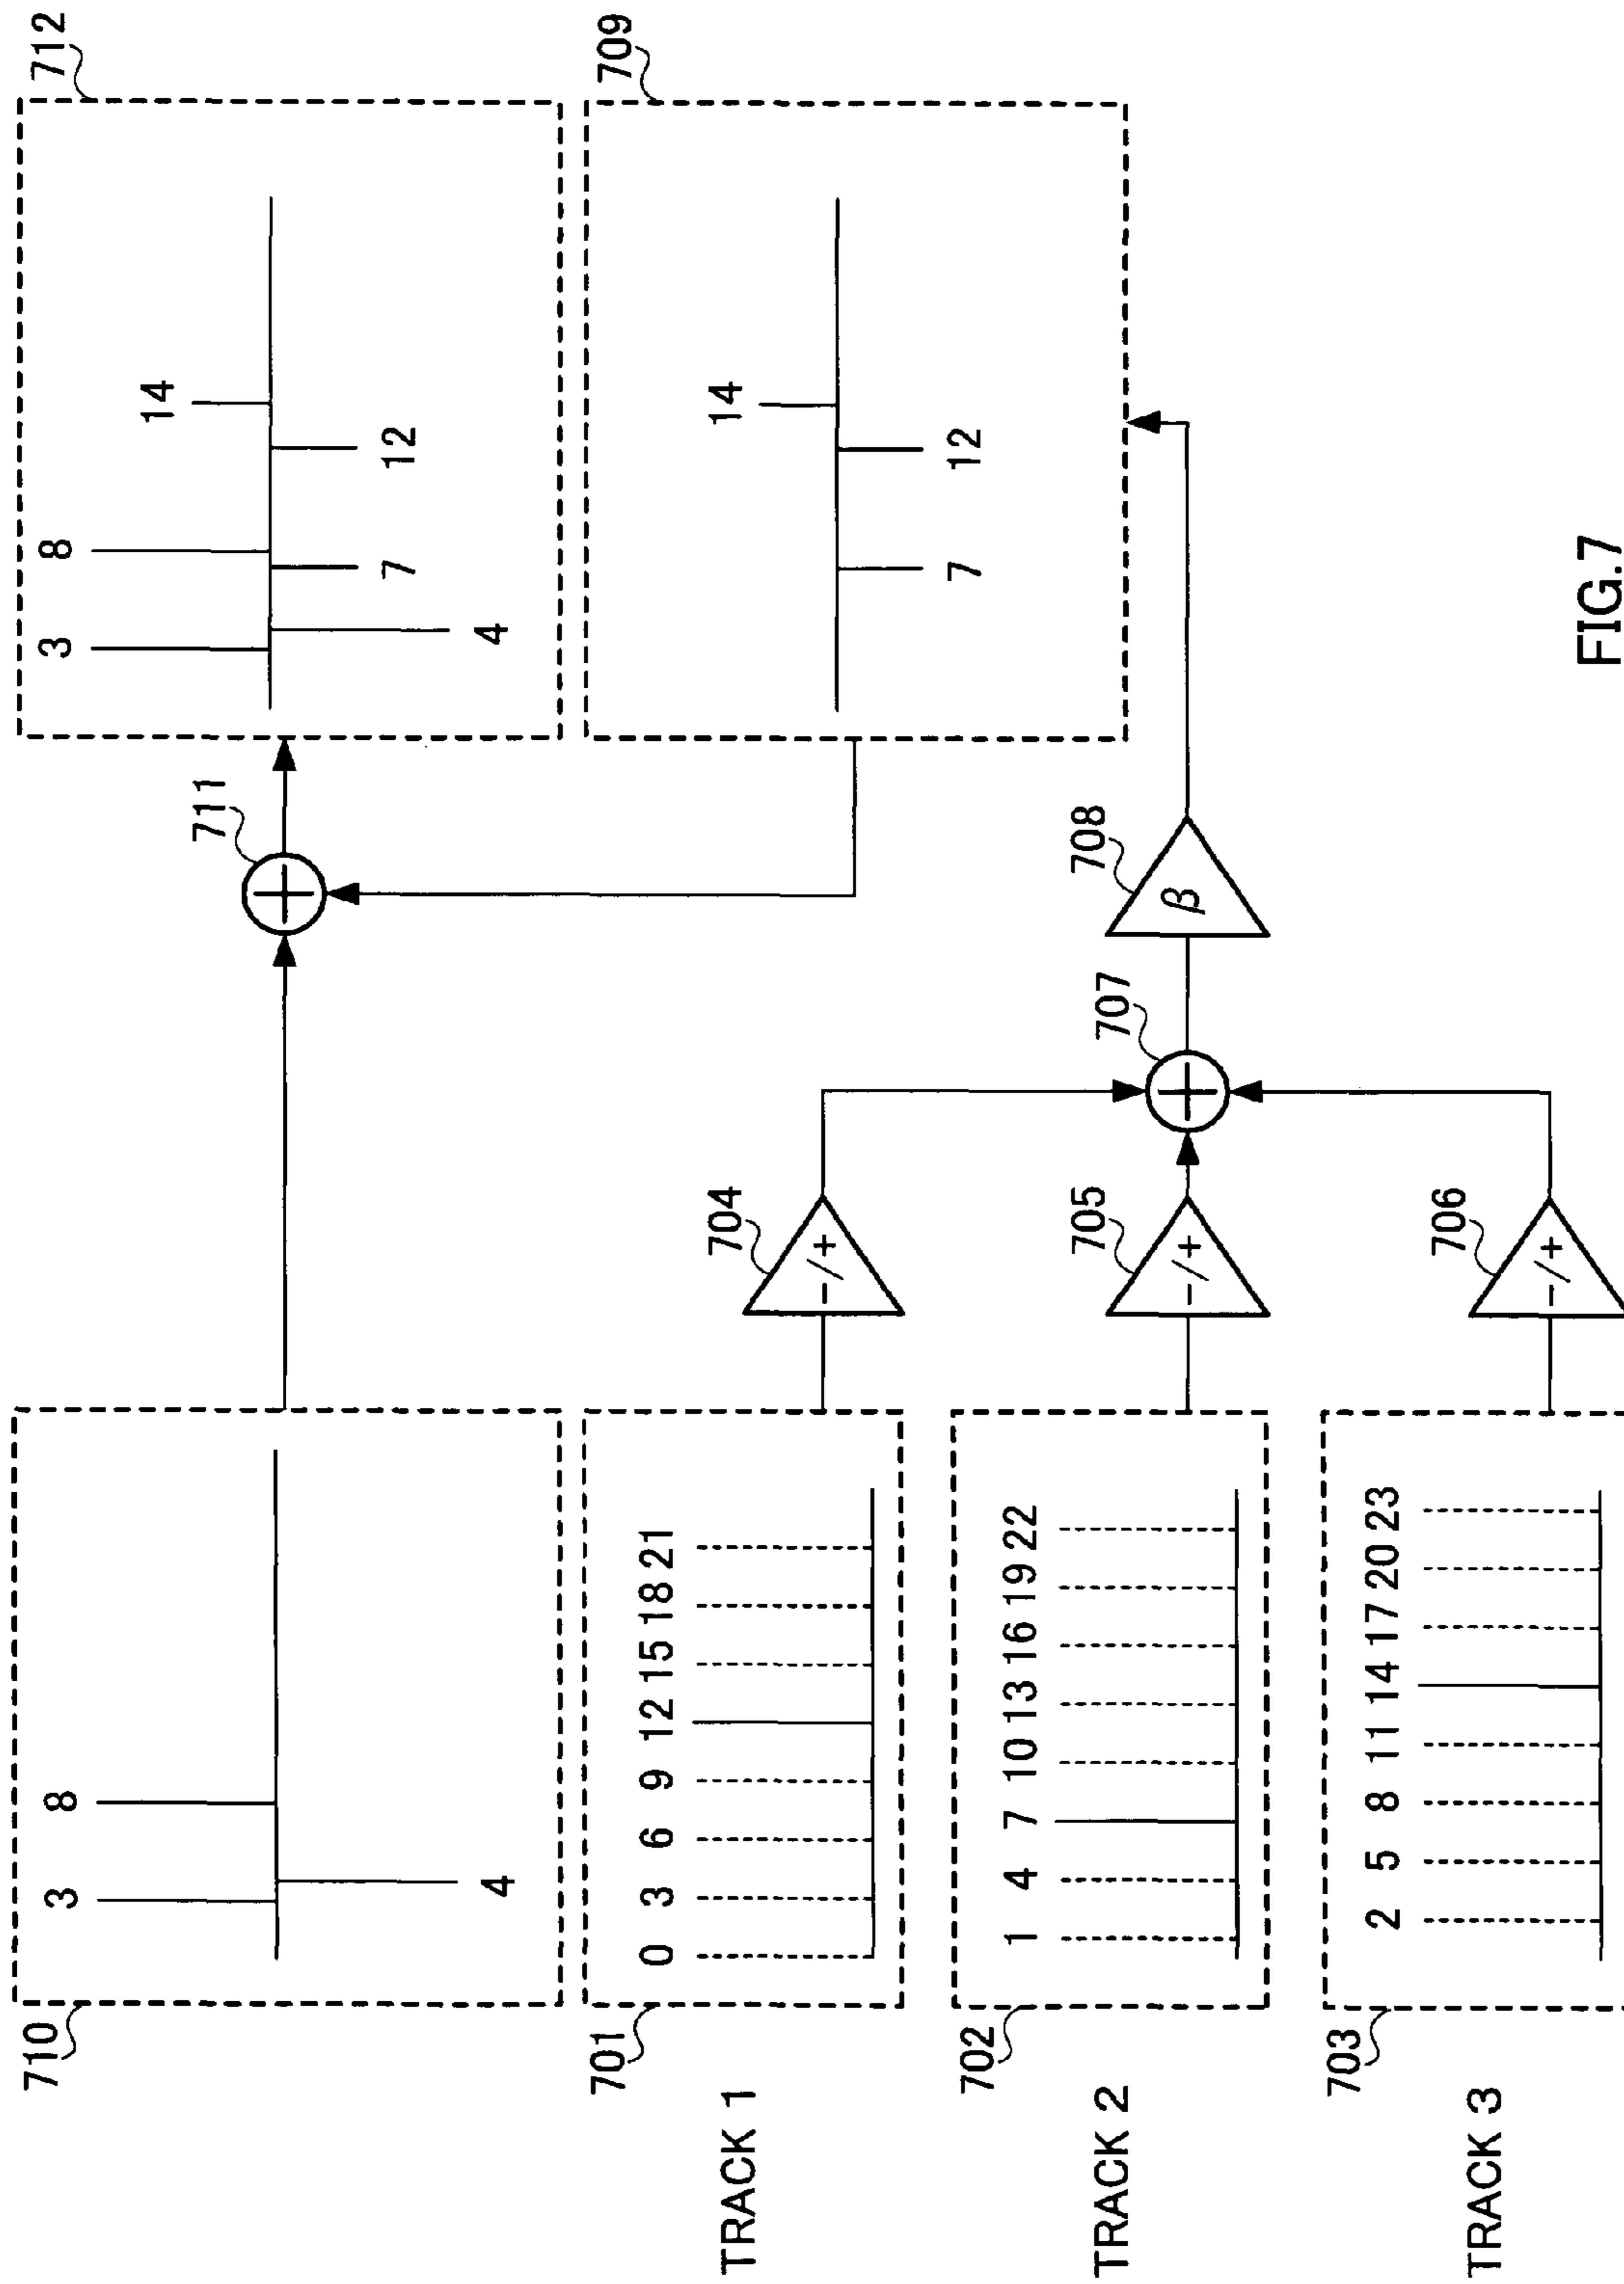 710
3 8
4
711
712
3 8 14
4 7 12
TRACK 1
701
0 3 6 9 12 15 18 21
704
-/+
709
14
7 12
TRACK 2
702
1 4 7 10 13 16 19 22
705
-/+
707
708
β
TRACK 3
703
2 5 8 11 14 17 20 23
706
-/+
FIG.7